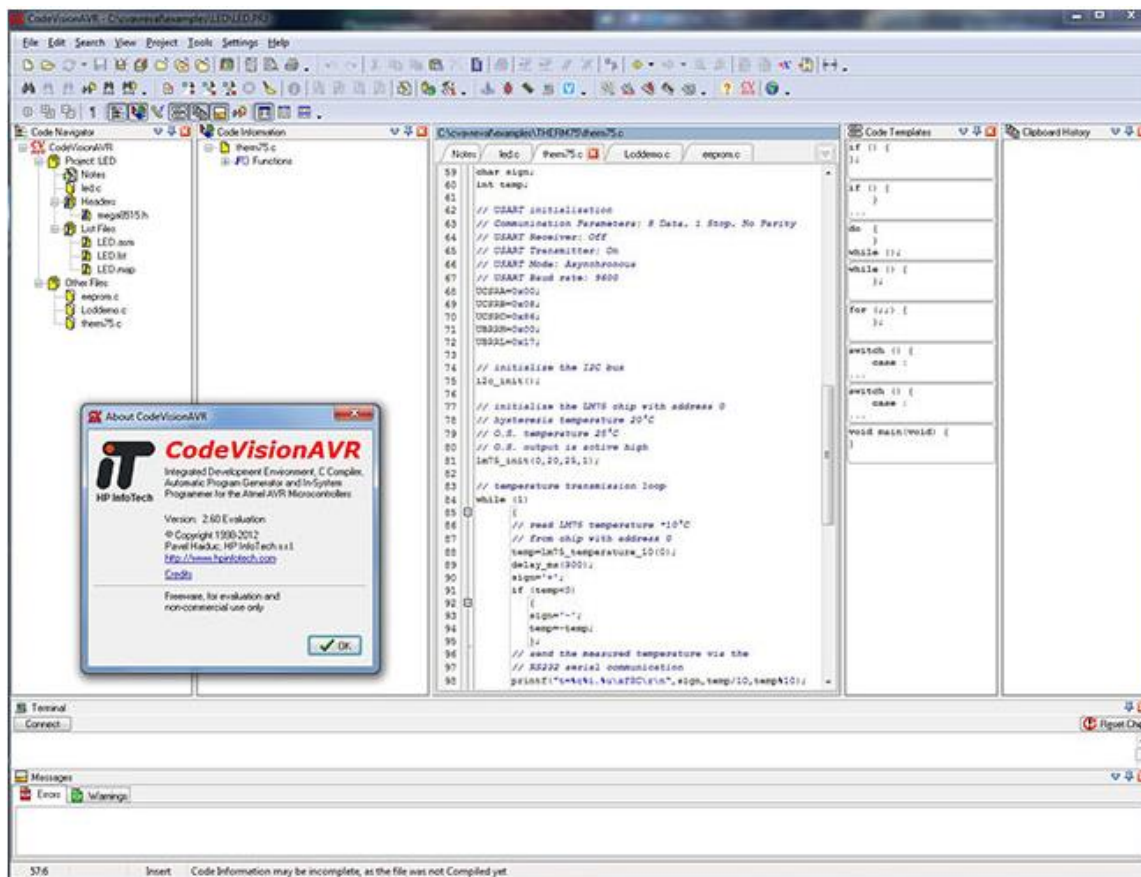 CodeVisionAVR - C:\cvavreval\examples\LED\LED.PRJ
File Edit Search View Project Tools Settings Help
Code Navigator
CodeVisionAVR
Project: LED
Notes
led.c
Headers
mega8515.h
List Files
LED.asm
LED.lst
LED.map
Other Files
eeprom.c
Lcddemo.c
therm75.c
Code Information
therm75.c
Functions
C:\cvavreval\examples\THERM75\therm75.c
Notes led.c therm75.c Lcddemo.c eeprom.c
59 char sign;
60 int temp;
61
62 // USART initialization
63 // Communication Parameters: 8 Data, 1 Stop, No Parity
64 // USART Receiver: Off
65 // USART Transmitter: On
66 // USART Mode: Asynchronous
67 // USART Baud rate: 9600
68 UCSRA=0x00;
69 UCSRB=0x08;
70 UCSRC=0x86;
71 UBRRH=0x00;
72 UBRRL=0x17;
73
74 // initialize the I2C bus
75 i2c_init();
76
77 // initialize the LM75 chip with address 0
78 // hysteresis temperature 20°C
79 // O.S. temperature 25°C
80 // O.S. output is active high
81 lm75_init(0,20,25,1);
82
83 // temperature transmission loop
84 while (1)
85 {
86 // read LM75 temperature *10°C
87 // from chip with address 0
88 temp=lm75_temperature_10(0);
89 delay_ms(300);
90 sign='+';
91 if (temp<0)
92 {
93 sign='-';
94 temp=-temp;
95 };
96 // send the measured temperature via the
97 // RS232 serial communication
98 printf("t=%c%i.%u\xf8C\r\n",sign,temp/10,temp%10);
Code Templates
if () {
};
if () {
}
...
do {
}
while ();
while () {
};
for (;;) {
};
switch () {
case :
...
switch () {
case :
...
void main(void) {
}
Clipboard History
About CodeVisionAVR
iT
HP InfoTech
CodeVisionAVR
Integrated Development Environment, C Compiler,
Automatic Program Generator and In-System
Programmer for the Atmel AVR Microcontrollers
Version: 2.60 Evaluation
© Copyright 1998-2012
Pavel Haiduc, HP InfoTech s.r.l.
http://www.hpinfotech.com
Credits
Freeware, for evaluation and
non-commercial use only
OK
Terminal
Connect
Reset
Messages
Errors Warnings
57:6 Insert Code Information may be incomplete, as the file was not Compiled yet